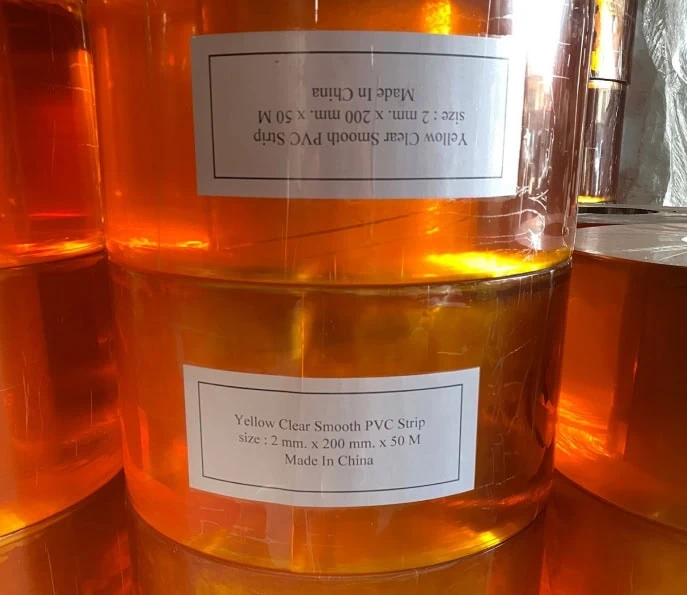 Yellow Clear Smooth PVC Strip
size : 2 mm. x 200 mm. x 50 M
Made In China
Yellow Clear Smooth PVC Strip
size : 2 mm. x 200 mm. x 50 M
Made In China